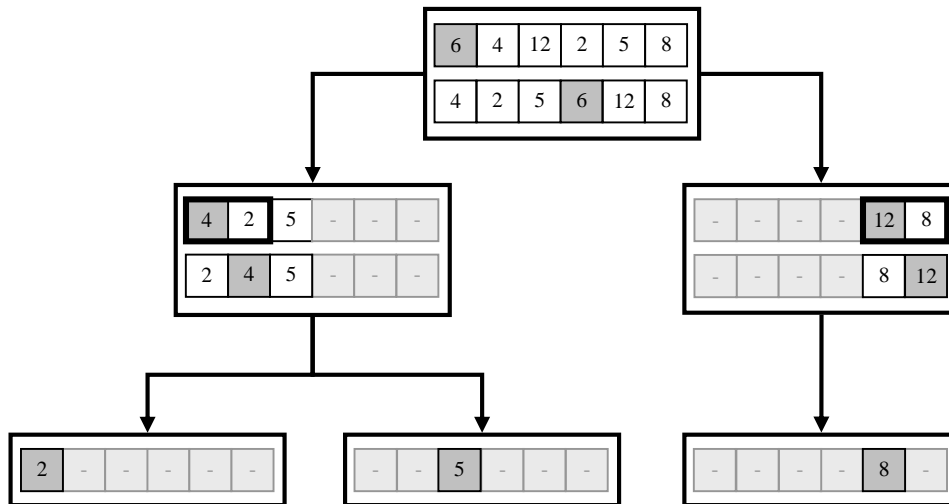 6 4 12 2 5 8
4 2 5 6 12 8
4 2 5 - - -
2 4 5 - - -
- - - - 12 8
- - - - 8 12
2 - - - - -
- - 5 - - -
- - - - 8 -